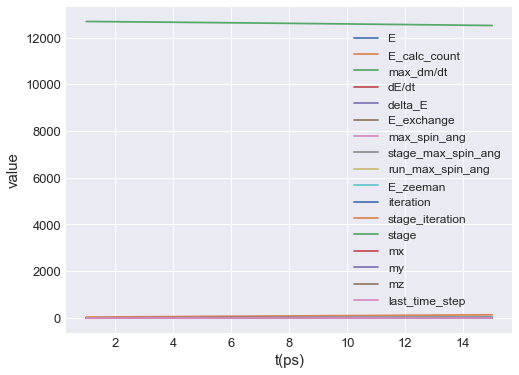 12000
10000
8000
6000
4000
2000
0
value
2 4 6 8 10 12 14
t(ps)
E
E_calc_count
max_dm/dt
dE/dt
delta_E
E_exchange
max_spin_ang
stage_max_spin_ang
run_max_spin_ang
E_zeeman
iteration
stage_iteration
stage
mx
my
mz
last_time_step